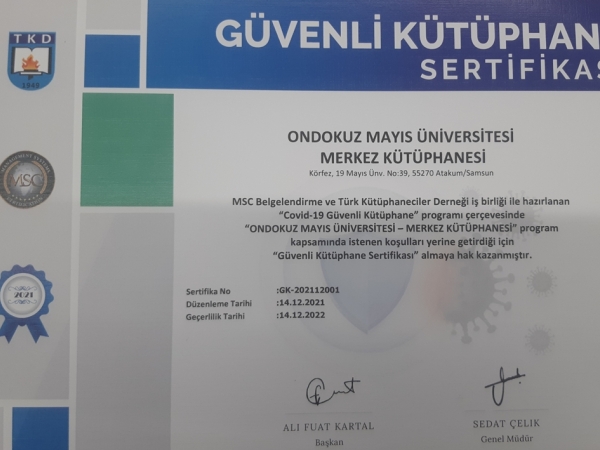 TKD
1949
GÜVENLİ KÜTÜPHAN
SERTİFİKAS
ONDOKUZ MAYIS ÜNİVERSİTESİ
MERKEZ KÜTÜPHANESİ
Körfez, 19 Mayıs Ünv. No:39, 55270 Atakum/Samsun
MSC
MSC Belgelendirme ve Türk Kütüphaneciler Derneği iş birliği ile hazırlanan
“Covid-19 Güvenli Kütüphane” programı çerçevesinde
“ONDOKUZ MAYIS ÜNİVERSİTESİ – MERKEZ KÜTÜPHANESİ” program
kapsamında istenen koşulları yerine getirdiği için
“Güvenli Kütüphane Sertifikası” almaya hak kazanmıştır.
2021
Sertifika No :GK-202112001
Düzenleme Tarihi :14.12.2021
Geçerlilik Tarihi :14.12.2022
ALİ FUAT KARTAL
Başkan
SEDAT ÇELİK
Genel Müdür